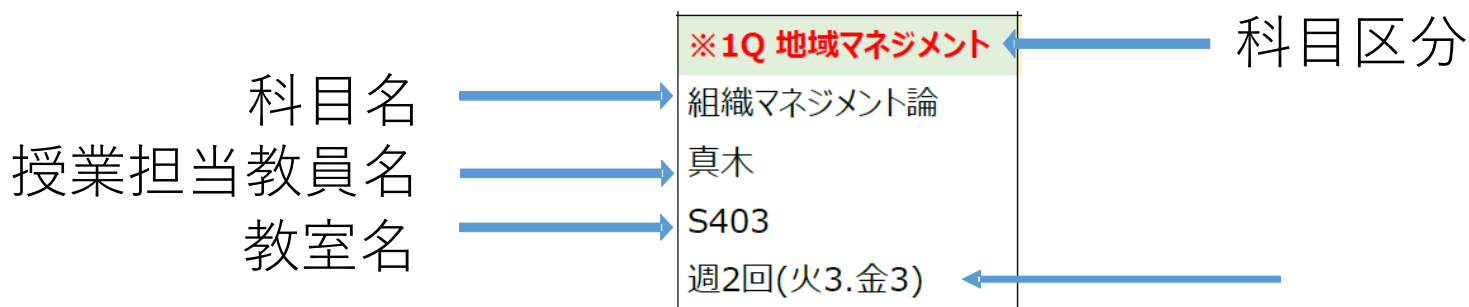 ※1Q 地域マネジメント
科目区分
科目名
組織マネジメント論
授業担当教員名
真木
教室名
S403
週2回(火3.金3)